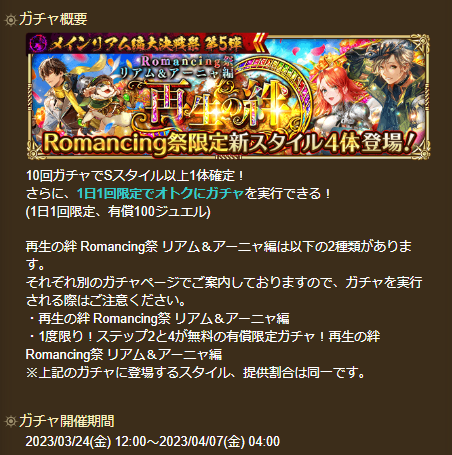 ガチャ概要
メインリアム編大決戦祭 第5弾
Romancing祭
リアム&アーニャ編
再生の絆
Romancing祭限定新スタイル4体登場!
10回ガチャでSスタイル以上1体確定!
さらに、1日1回限定でオトクにガチャを実行できる!
(1日1回限定、有償100ジュエル)
再生の絆 Romancing祭 リアム＆アーニャ編は以下の2種類がありま
す。
それぞれ別のガチャページでご案内しておりますので、ガチャを実行
される際はご注意ください。
・再生の絆 Romancing祭 リアム＆アーニャ編
・1度限り！ステップ2と4が無料の有償限定ガチャ！再生の絆
Romancing祭 リアム＆アーニャ編
※上記のガチャに登場するスタイル、提供割合は同一です。
ガチャ開催期間
2023/03/24(金) 12:00～2023/04/07(金) 04:00